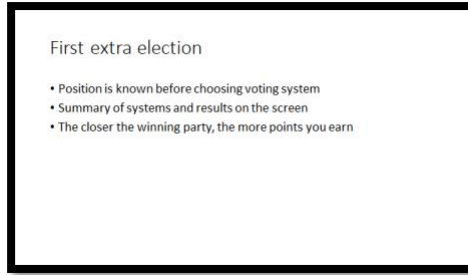 First extra election
• Position is known before choosing voting system
• Summary of systems and results on the screen
• The closer the winning party, the more points you earn